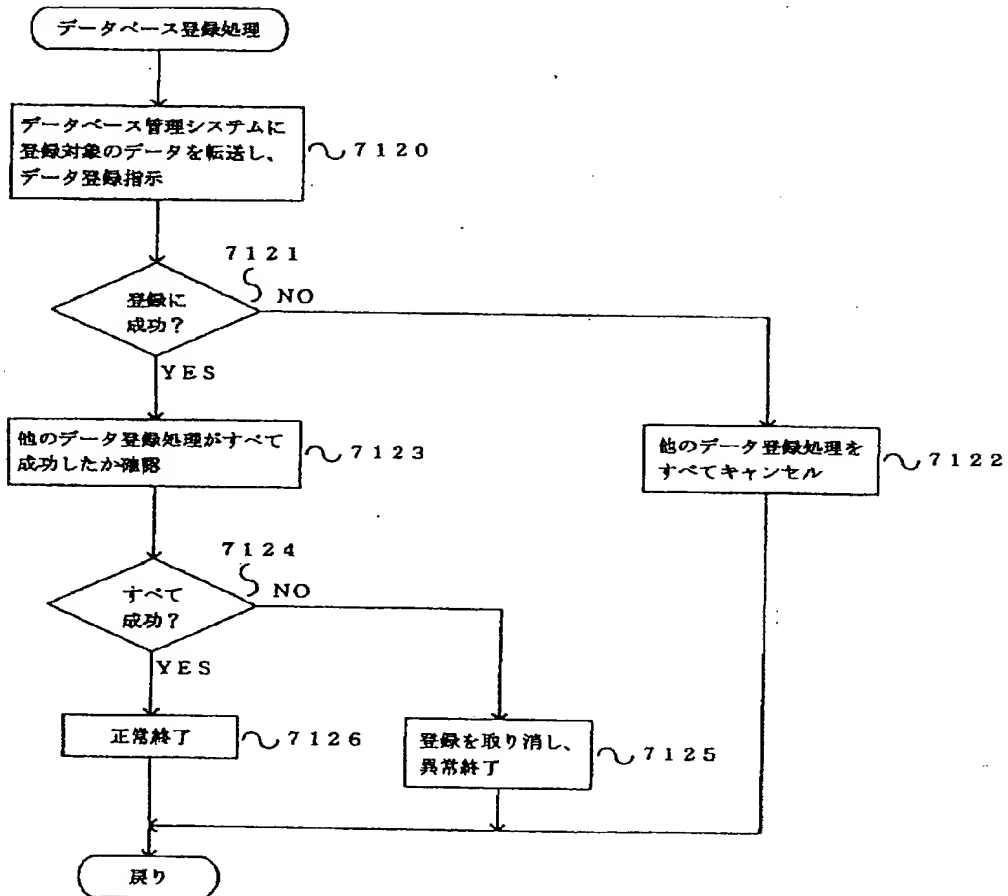 データベース登録処理
データベース管理システムに
登録対象のデータを転送し、
データ登録指示
7120
7121
登録に
成功?
NO
YES
他のデータ登録処理がすべて
成功したか確認
7123
他のデータ登録処理を
すべてキャンセル
7122
7124
すべて
成功?
NO
YES
正常終了
7126
登録を取り消し、
異常終了
7125
戻り